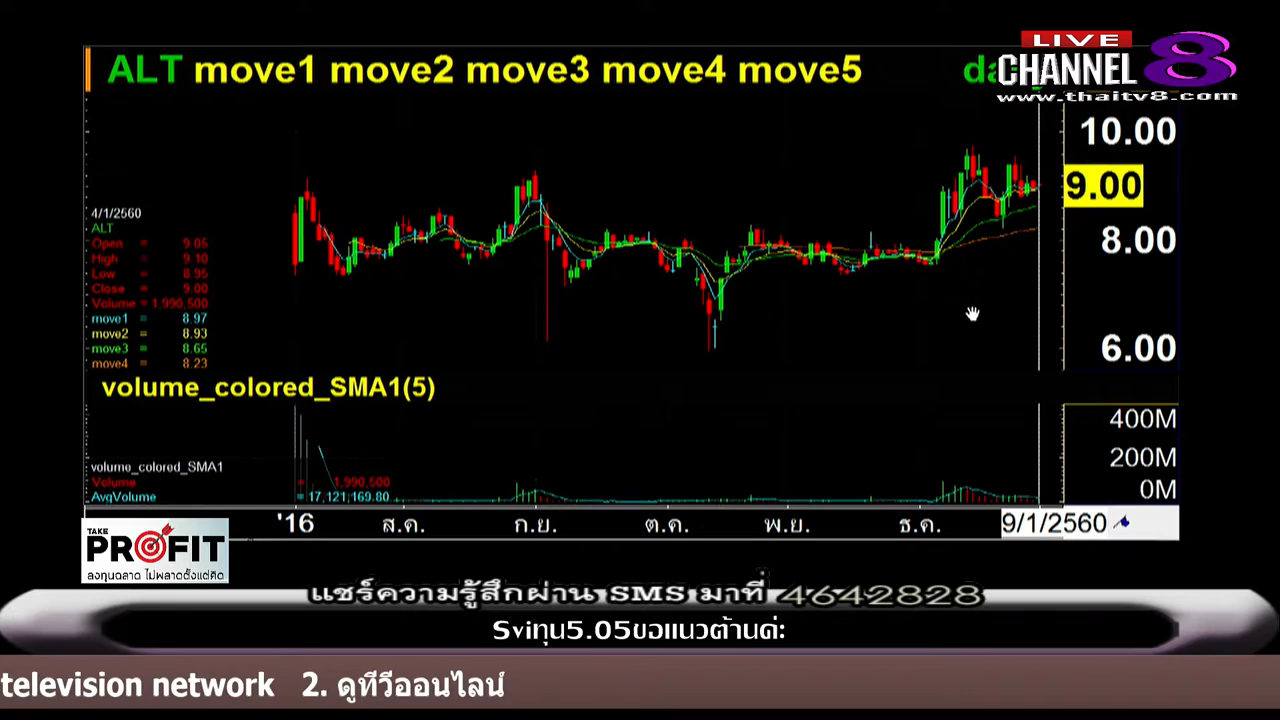 LIVE
CHANNEL 8
www.thaitv8.com
ALT move1 move2 move3 move4 move5
10.00
9.00
8.00
6.00
4/1/2560
ALT
Open = 9.05
High = 9.10
Low = 8.95
Close = 9.00
Volume = 1,990,500
move1 = 8.97
move2 = 8.93
move3 = 8.65
move4 = 8.23
volume_colored_SMA1(5)
400M
200M
0M
volume_colored_SMA1
Volume = 1,990,500
AvgVolume = 17,121,169.80
'16 ส.ค. ก.ย. ต.ค. พ.ย. ธ.ค. 9/1/2560
TAKE
PROFIT
ลงทุนฉลาด ไม่พลาดตั้งแต่คิด
แชร์ความรู้สึกผ่าน SMS มาที่ 4642828
Sviทุน5.05ขอแนวต้านค่ะ
television network 2. ดูทีวีออนไลน์